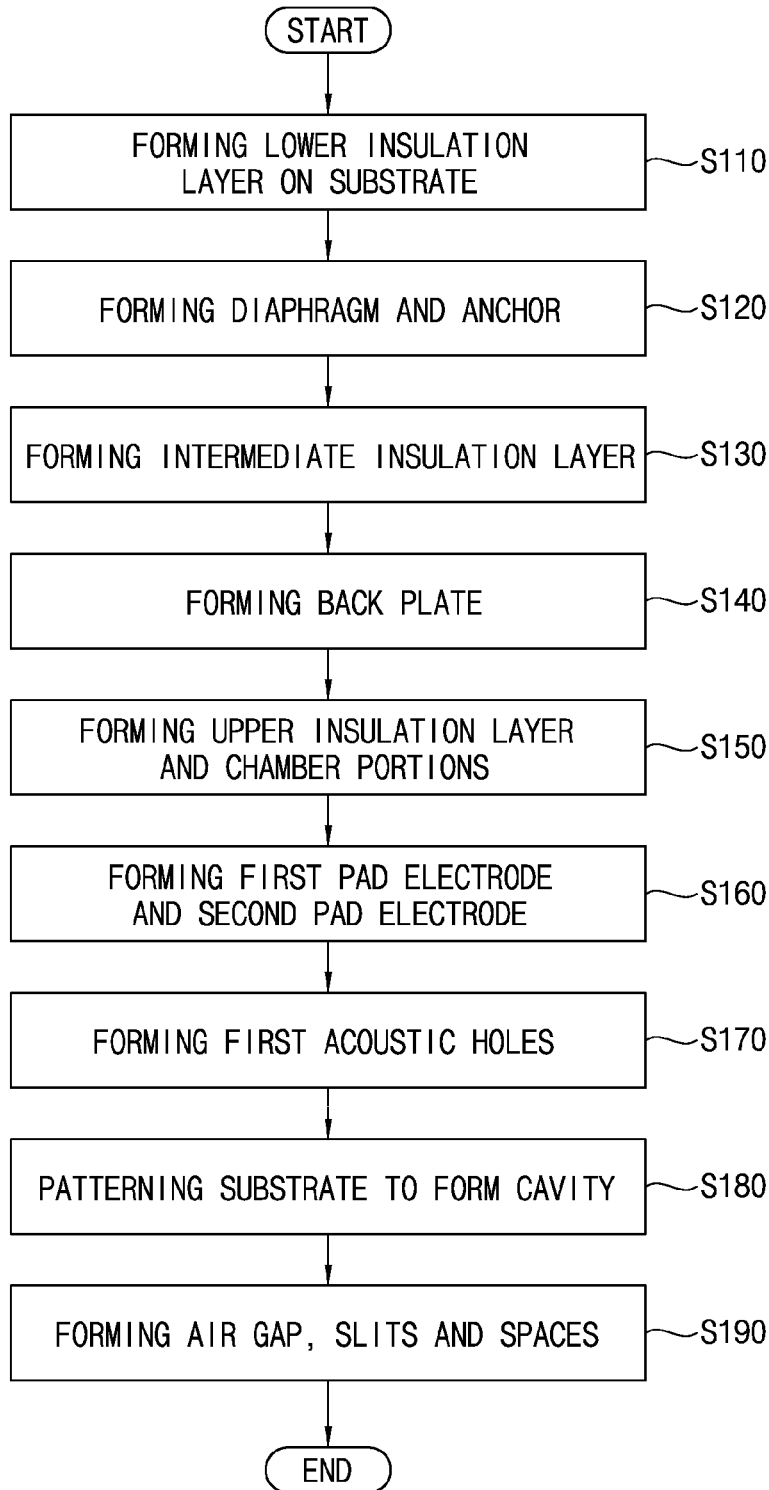 START
FORMING LOWER INSULATION
LAYER ON SUBSTRATE
S110
FORMING DIAPHRAGM AND ANCHOR
S120
FORMING INTERMEDIATE INSULATION LAYER
S130
FORMING BACK PLATE
S140
FORMING UPPER INSULATION LAYER
AND CHAMBER PORTIONS
S150
FORMING FIRST PAD ELECTRODE
AND SECOND PAD ELECTRODE
S160
FORMING FIRST ACOUSTIC HOLES
S170
PATTERNING SUBSTRATE TO FORM CAVITY
S180
FORMING AIR GAP, SLITS AND SPACES
S190
END